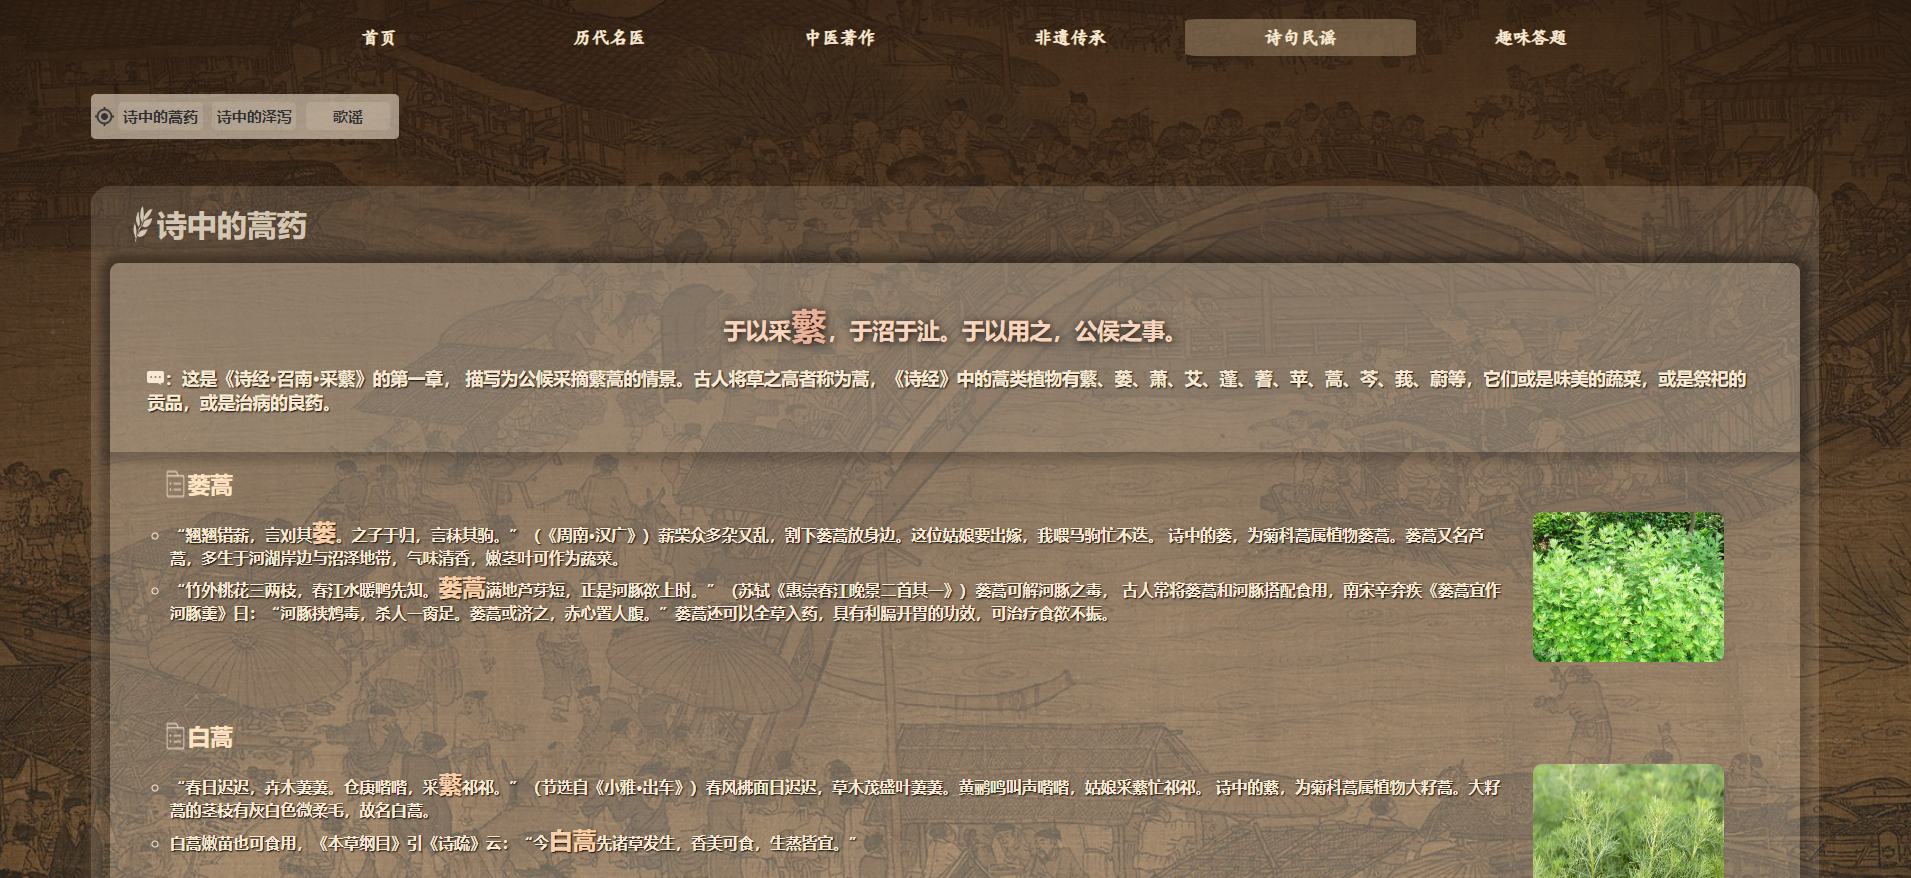 首页 历代名医 中医著作 非遗传承 诗句民谣 趣味答题
诗中的蒿药 诗中的泽泻 歌谣
诗中的蒿药
于以采蘩，于沼于沚。于以用之，公侯之事。
：这是《诗经·召南·采蘩》的第一章， 描写为公候采摘蘩蒿的情景。古人将草之高者称为蒿，《诗经》中的蒿类植物有蘩、蒌、萧、艾、蓬、蓍、苹、蒿、芩、莪、蔚等，它们或是味美的蔬菜，或是祭祀的
贡品，或是治病的良药。
蒌蒿
“翘翘错薪，言刈其蒌。之子于归，言秣其驹。”（《周南·汉广》）薪柴众多杂又乱，割下蒌蒿放身边。这位姑娘要出嫁，我喂马驹忙不迭。 诗中的蒌，为菊科蒿属植物蒌蒿。蒌蒿又名芦
蒿，多生于河湖岸边与沼泽地带，气味清香，嫩茎叶可作为蔬菜。
“竹外桃花三两枝，春江水暖鸭先知。蒌蒿满地芦芽短，正是河豚欲上时。”（苏轼《惠崇春江晚景二首其一》）蒌蒿可解河豚之毒， 古人常将蒌蒿和河豚搭配食用，南宋辛弃疾《蒌蒿宜作
河豚羹》曰：“河豚挟鸩毒，杀人一脔足。蒌蒿或济之，赤心置人腹。”蒌蒿还可以全草入药，具有利膈开胃的功效，可治疗食欲不振。
白蒿
“春日迟迟，卉木萋萋。仓庚喈喈，采蘩祁祁。”（节选自《小雅·出车》）春风拂面日迟迟，草木茂盛叶萋萋。黄鹂鸣叫声喈喈，姑娘采蘩忙祁祁。 诗中的蘩，为菊科蒿属植物大籽蒿。大籽
蒿的茎枝有灰白色微柔毛，故名白蒿。
白蒿嫩苗也可食用，《本草纲目》引《诗疏》云：“今白蒿先诸草发生，香美可食，生蒸皆宜。”